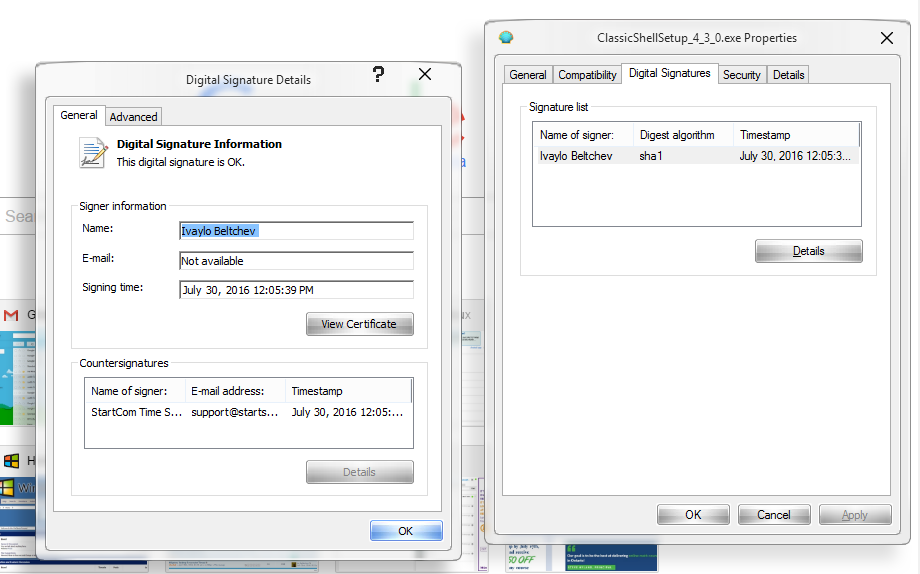 ClassicShellSetup_4_3_0.exe Properties
General Compatibility Digital Signatures Security Details
Signature list
Name of signer: Digest algorithm Timestamp
Ivaylo Beltchev sha1 July 30, 2016 12:05:3...
Details
OK Cancel Apply
Digital Signature Details
?
General Advanced
Digital Signature Information
This digital signature is OK.
Signer information
Name: Ivaylo Beltchev
E-mail: Not available
Signing time: July 30, 2016 12:05:39 PM
View Certificate
Countersignatures
Name of signer: E-mail address: Timestamp
StartCom Time S... support@starts... July 30, 2016 12:05:...
Details
OK
Sea
G
H
Win
ux
a